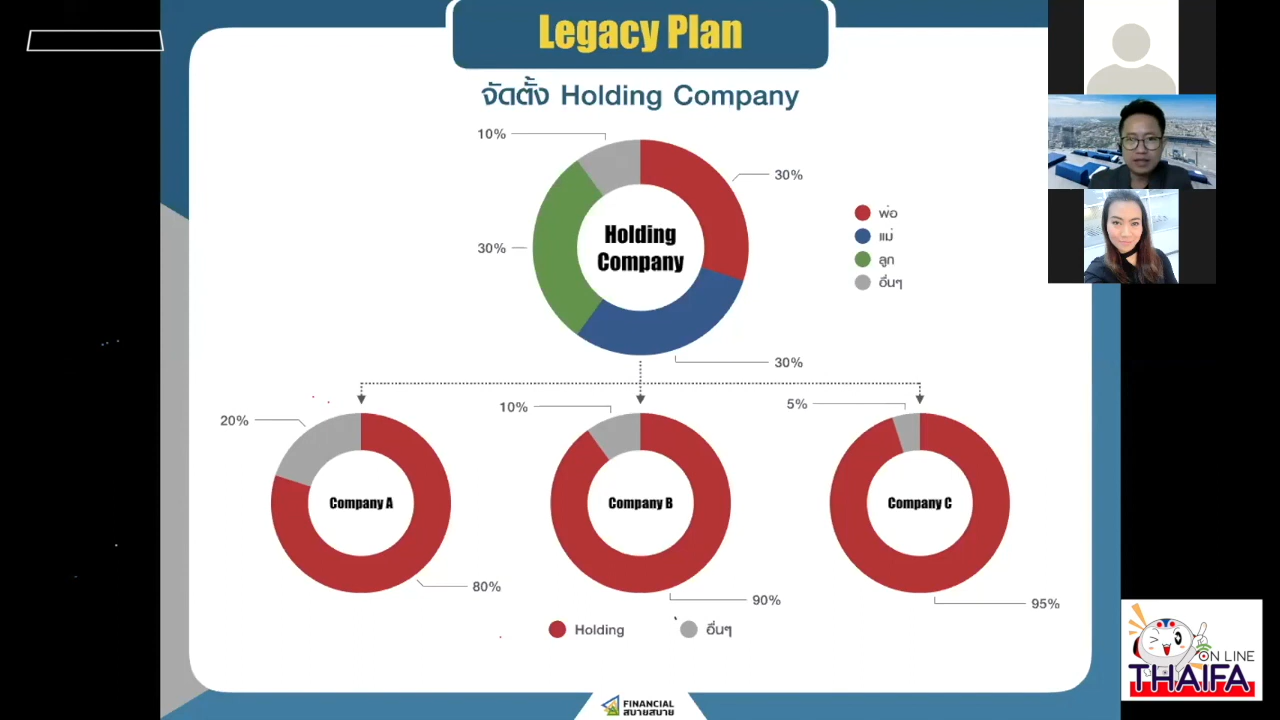 Legacy Plan
จัดตั้ง Holding Company
10%
30%
Holding
Company
30%
30%
พ่อ
แม่
ลูก
อื่นๆ
20%
10%
5%
Company A
Company B
Company C
80%
90%
95%
Holding
อื่นๆ
FINANCIAL
สบายสบาย
ON LINE
THAIFA